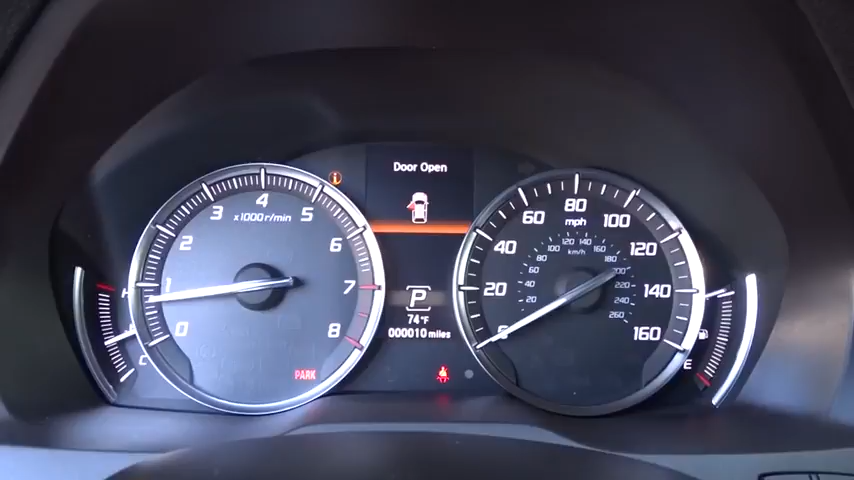 Door Open
i
0
1
2
3
4
5
6
7
8
x1000r/min
PARK
H
C
P
74°F
000010 miles
0
20
40
60
80
100
120
140
160
mph
20
40
60
80
100
120
140
160
180
200
220
240
260
km/h
E